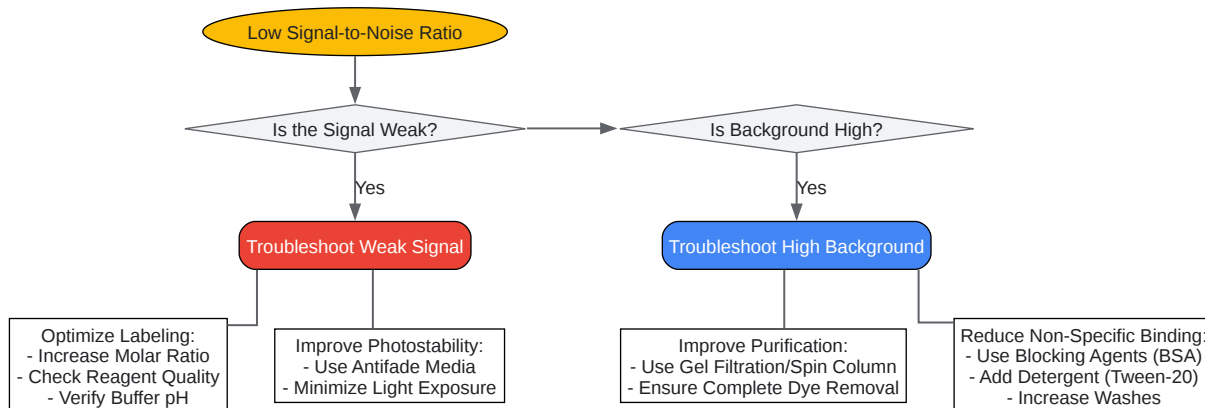 Low Signal-to-Noise Ratio
Is the Signal Weak?
Is Background High?
Yes
Yes
Troubleshoot Weak Signal
Troubleshoot High Background
Optimize Labeling:
- Increase Molar Ratio
- Check Reagent Quality
- Verify Buffer pH
Improve Photostability:
- Use Antifade Media
- Minimize Light Exposure
Improve Purification:
- Use Gel Filtration/Spin Column
- Ensure Complete Dye Removal
Reduce Non-Specific Binding:
- Use Blocking Agents (BSA)
- Add Detergent (Tween-20)
- Increase Washes